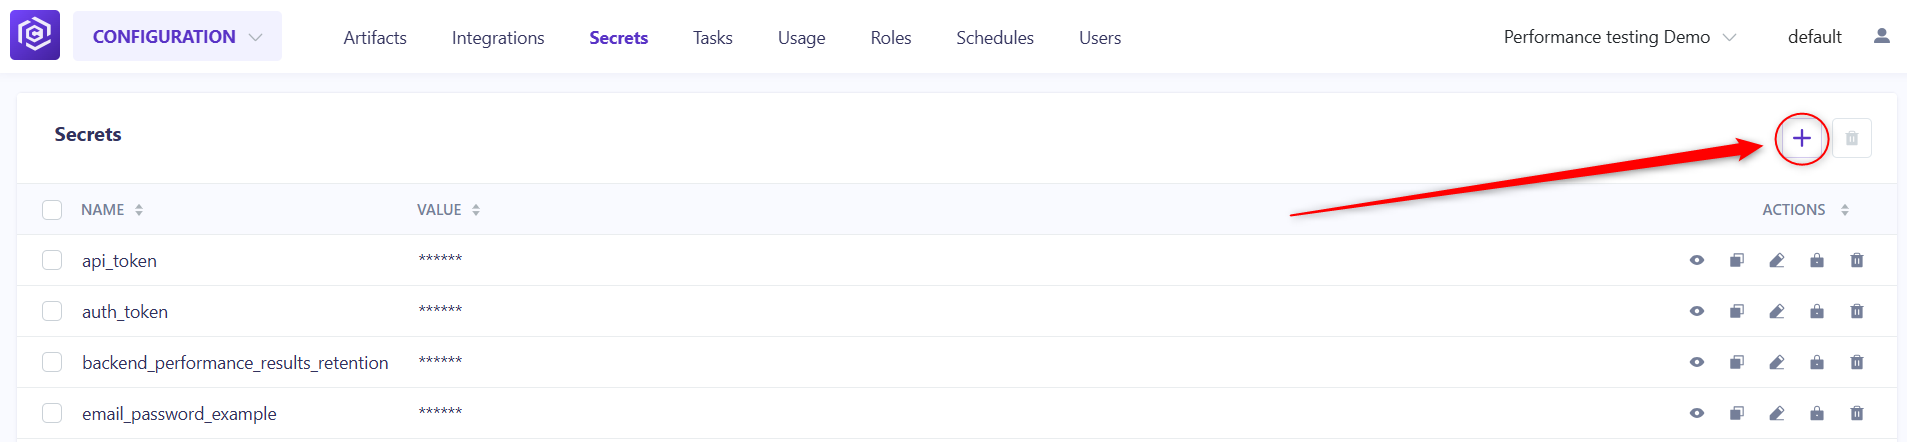 CONFIGURATION Artifacts Integrations Secrets Tasks Usage Roles Schedules Users Performance testing Demo default
Secrets
NAME VALUE ACTIONS
api_token ******
auth_token ******
backend_performance_results_retention ******
email_password_example ******